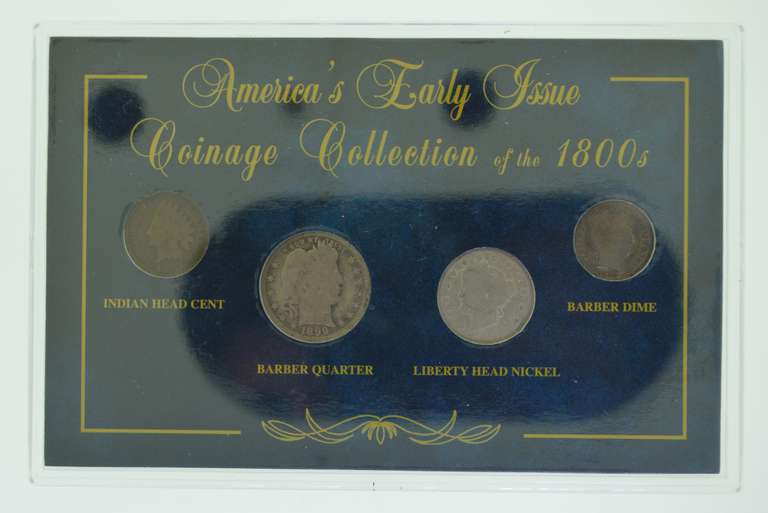 America's Early Issue
Coinage Collection of the 1800s
INDIAN HEAD CENT
BARBER DIME
BARBER QUARTER
LIBERTY HEAD NICKEL